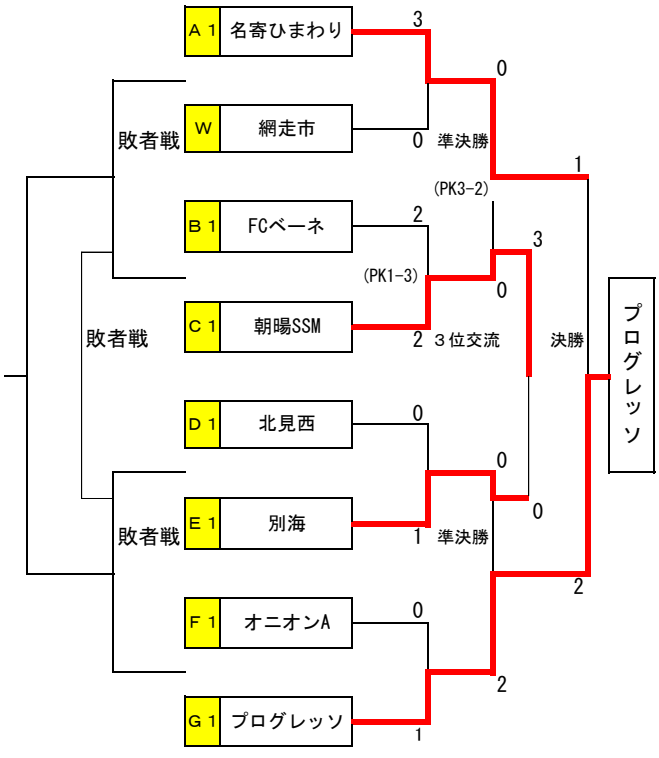 A1 名寄ひまわり 3
0
敗者戦 W 網走市 0 準決勝
1
(PK3-2)
B1 FCベーネ 2
3
(PK1-3)
0
C1 朝暘SSM 2 3位交流
敗者戦
決勝
プログレッソ
D1 北見西 0
0
E1 別海 1
0
敗者戦 準決勝
2
F1 オニオンA 0
2
G1 プログレッソ 1